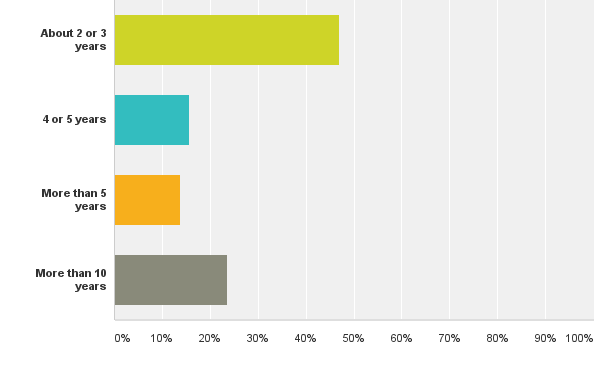 About 2 or 3
years
4 or 5 years
More than 5
years
More than 10
years
0% 10% 20% 30% 40% 50% 60% 70% 80% 90% 100%